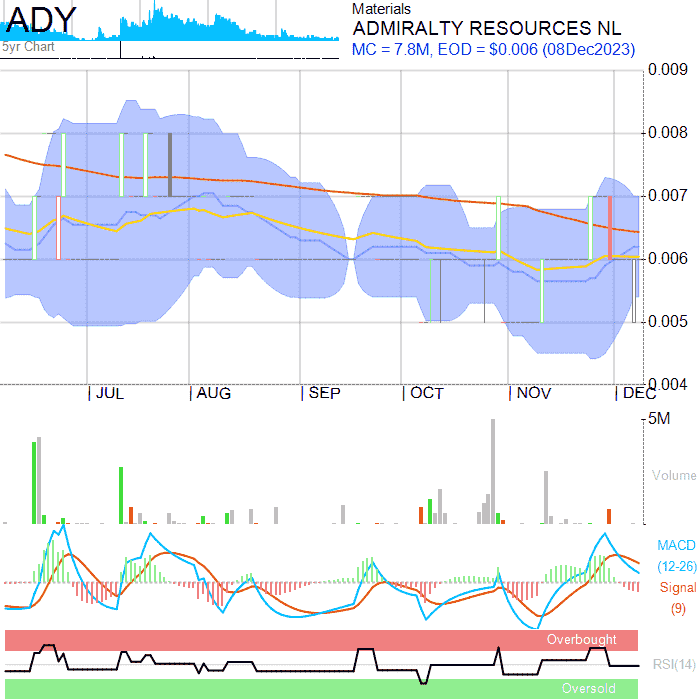 ADY
5yr Chart
Materials
ADMIRALTY RESOURCES NL
MC = 7.8M, EOD = $0.006 (08Dec2023)
0.009
0.008
0.007
0.006
0.005
0.004
JUL AUG SEP OCT NOV DEC
5M
Volume
MACD
(12-26)
Signal
(9)
Overbought
RSI(14)
Oversold